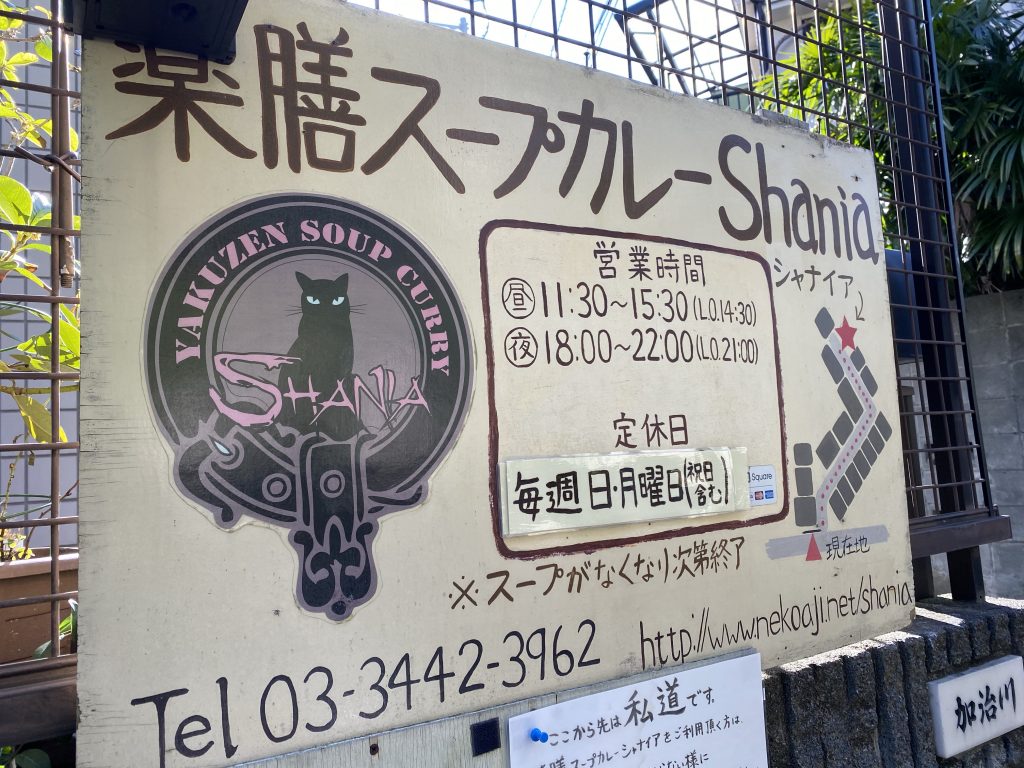 薬膳スープカレーShania
シャナイア
YAKUZEN SOUP CURRY
SHANIA
営業時間
昼 11:30～15:30 (L.O.14:30)
夜 18:00～22:00 (L.O.21:00)
定休日
毎週日・月曜日(祝日含む)
Square
現在地
※スープがなくなり次第終了
Tel 03-3442-3962
http://www.nekoaji.net/shania
ここから先は私道です。
膳スープカレーシャナイアをご利用頂く方は、
ない様に
加治川